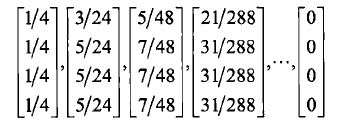 [1/4] [3/24] [5/48] [21/288] [0]
[1/4] [5/24] [7/48] [31/288] [0]
[1/4], [5/24], [7/48], [31/288], ⋯, [0]
[1/4] [5/24] [7/48] [31/288] [0]